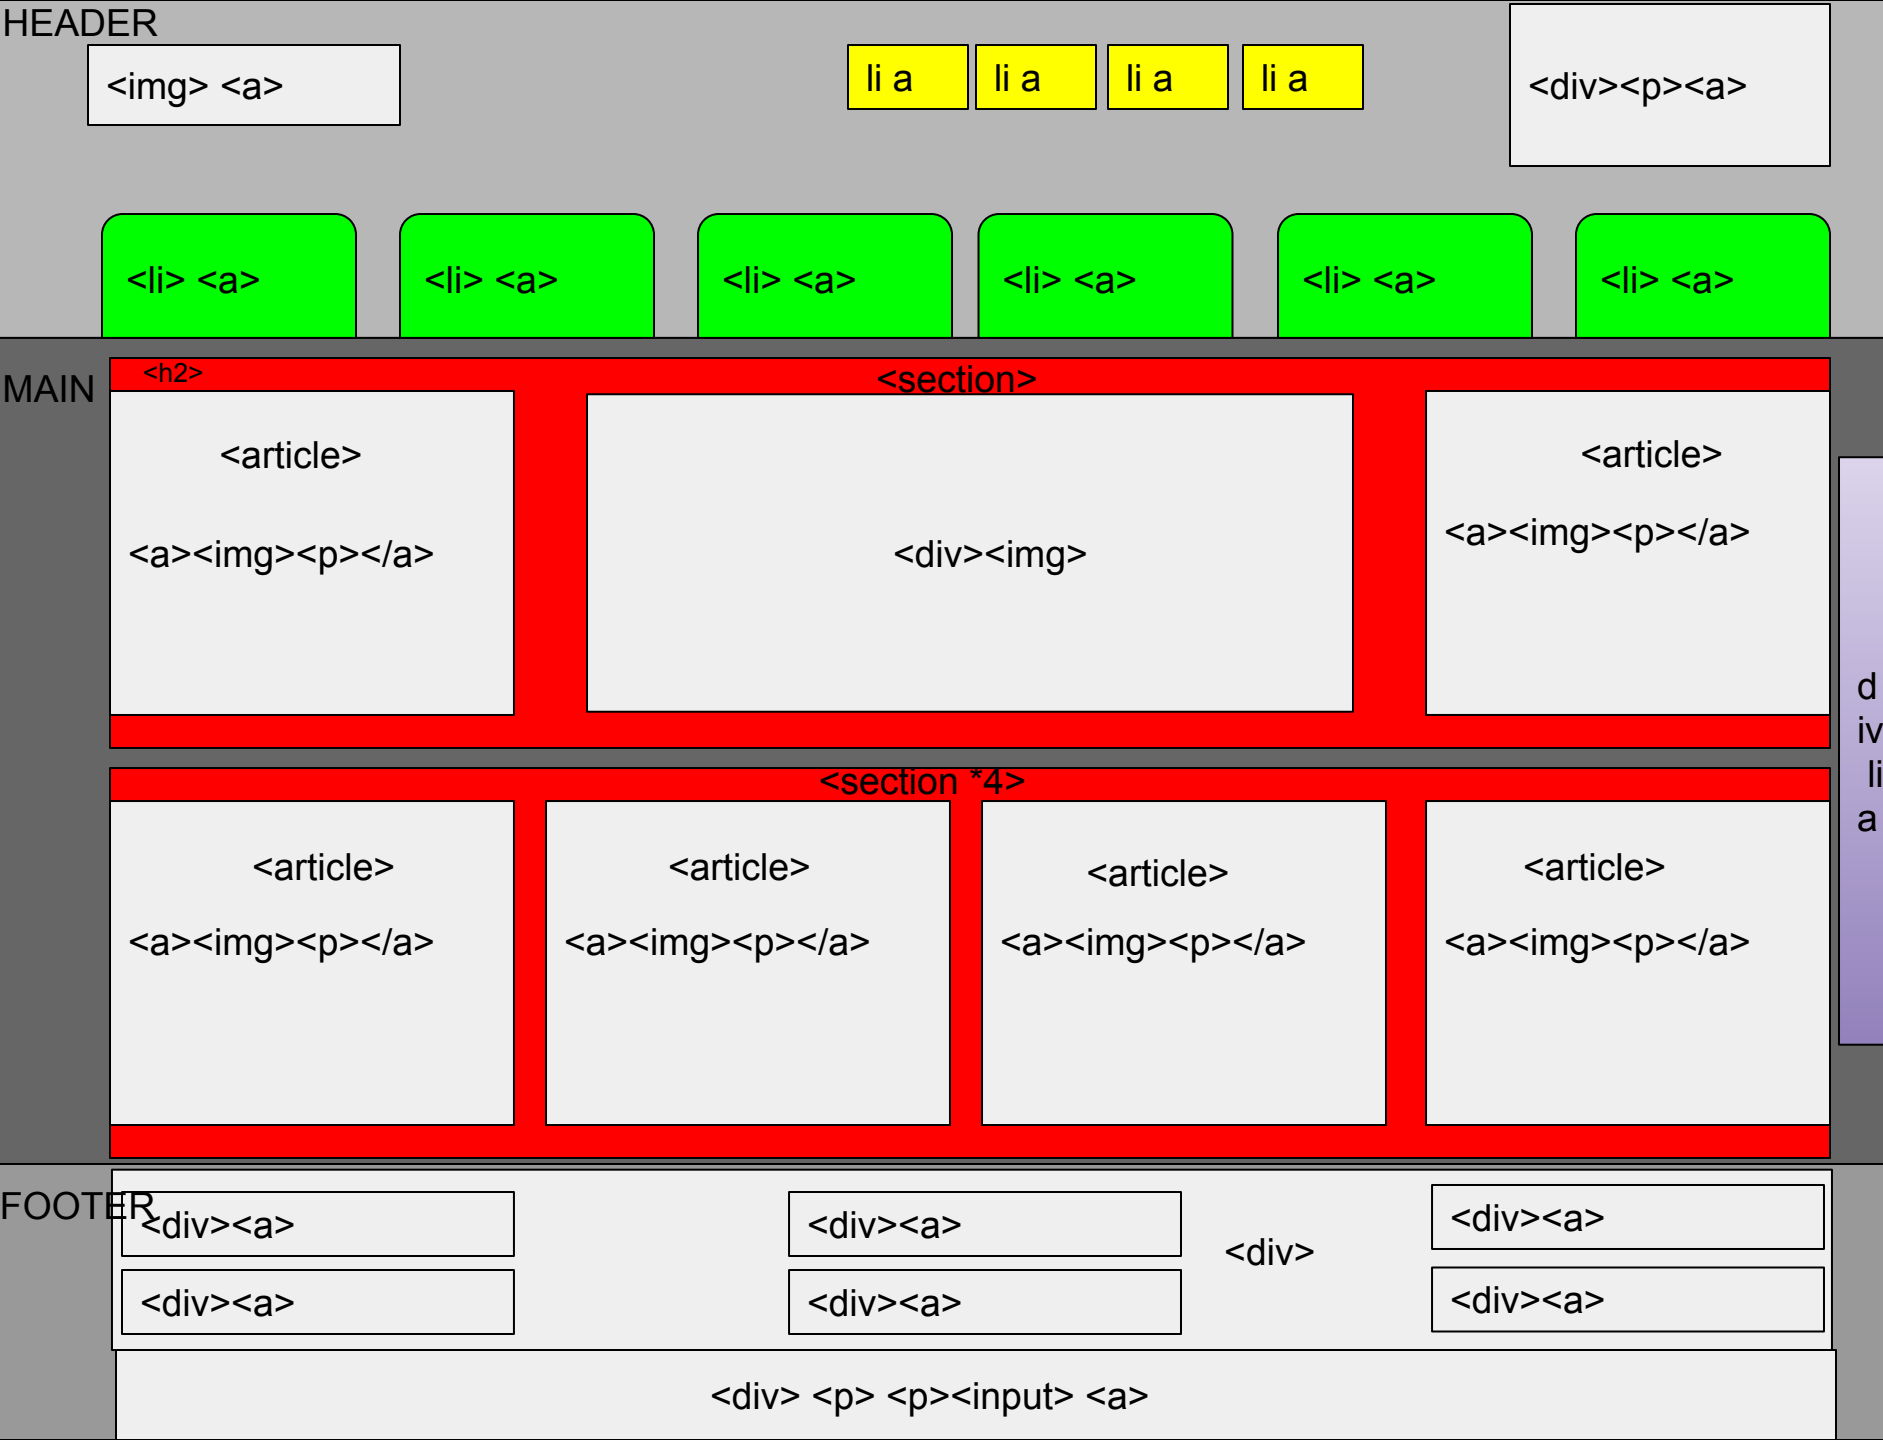 HEADER
<img> <a>
li a
li a
li a
li a
<div><p><a>
<li> <a>
<li> <a>
<li> <a>
<li> <a>
<li> <a>
<li> <a>
MAIN
<h2>
<section>
<article>
<a><img><p></a>
<div><img>
<article>
<a><img><p></a>
d
iv
li
a
<section *4>
<article>
<a><img><p></a>
<article>
<a><img><p></a>
<article>
<a><img><p></a>
<article>
<a><img><p></a>
FOOTER
<div><a>
<div><a>
<div><a>
<div>
<div><a>
<div><a>
<div><a>
<div> <p> <p><input> <a>